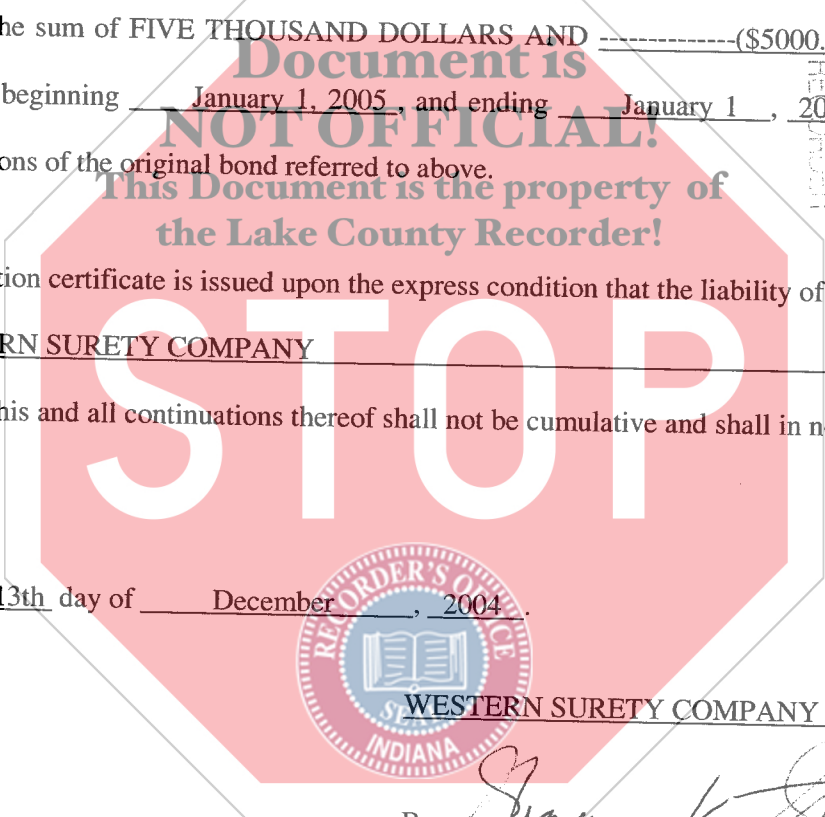 he sum of FIVE THOUSAND DOLLARS AND -------------($5000.
Document is
beginning January 1, 2005, and ending January 1, 20
NOT OFFICIAL!
ons of the original bond referred to above.
This Document is the property of
the Lake County Recorder!
tion certificate is issued upon the express condition that the liability of
STOP
RN SURETY COMPANY
his and all continuations thereof shall not be cumulative and shall in n
13th day of December, 2004.
RECORDER'S OFFICE
SEAL
INDIANA
WESTERN SURETY COMPANY